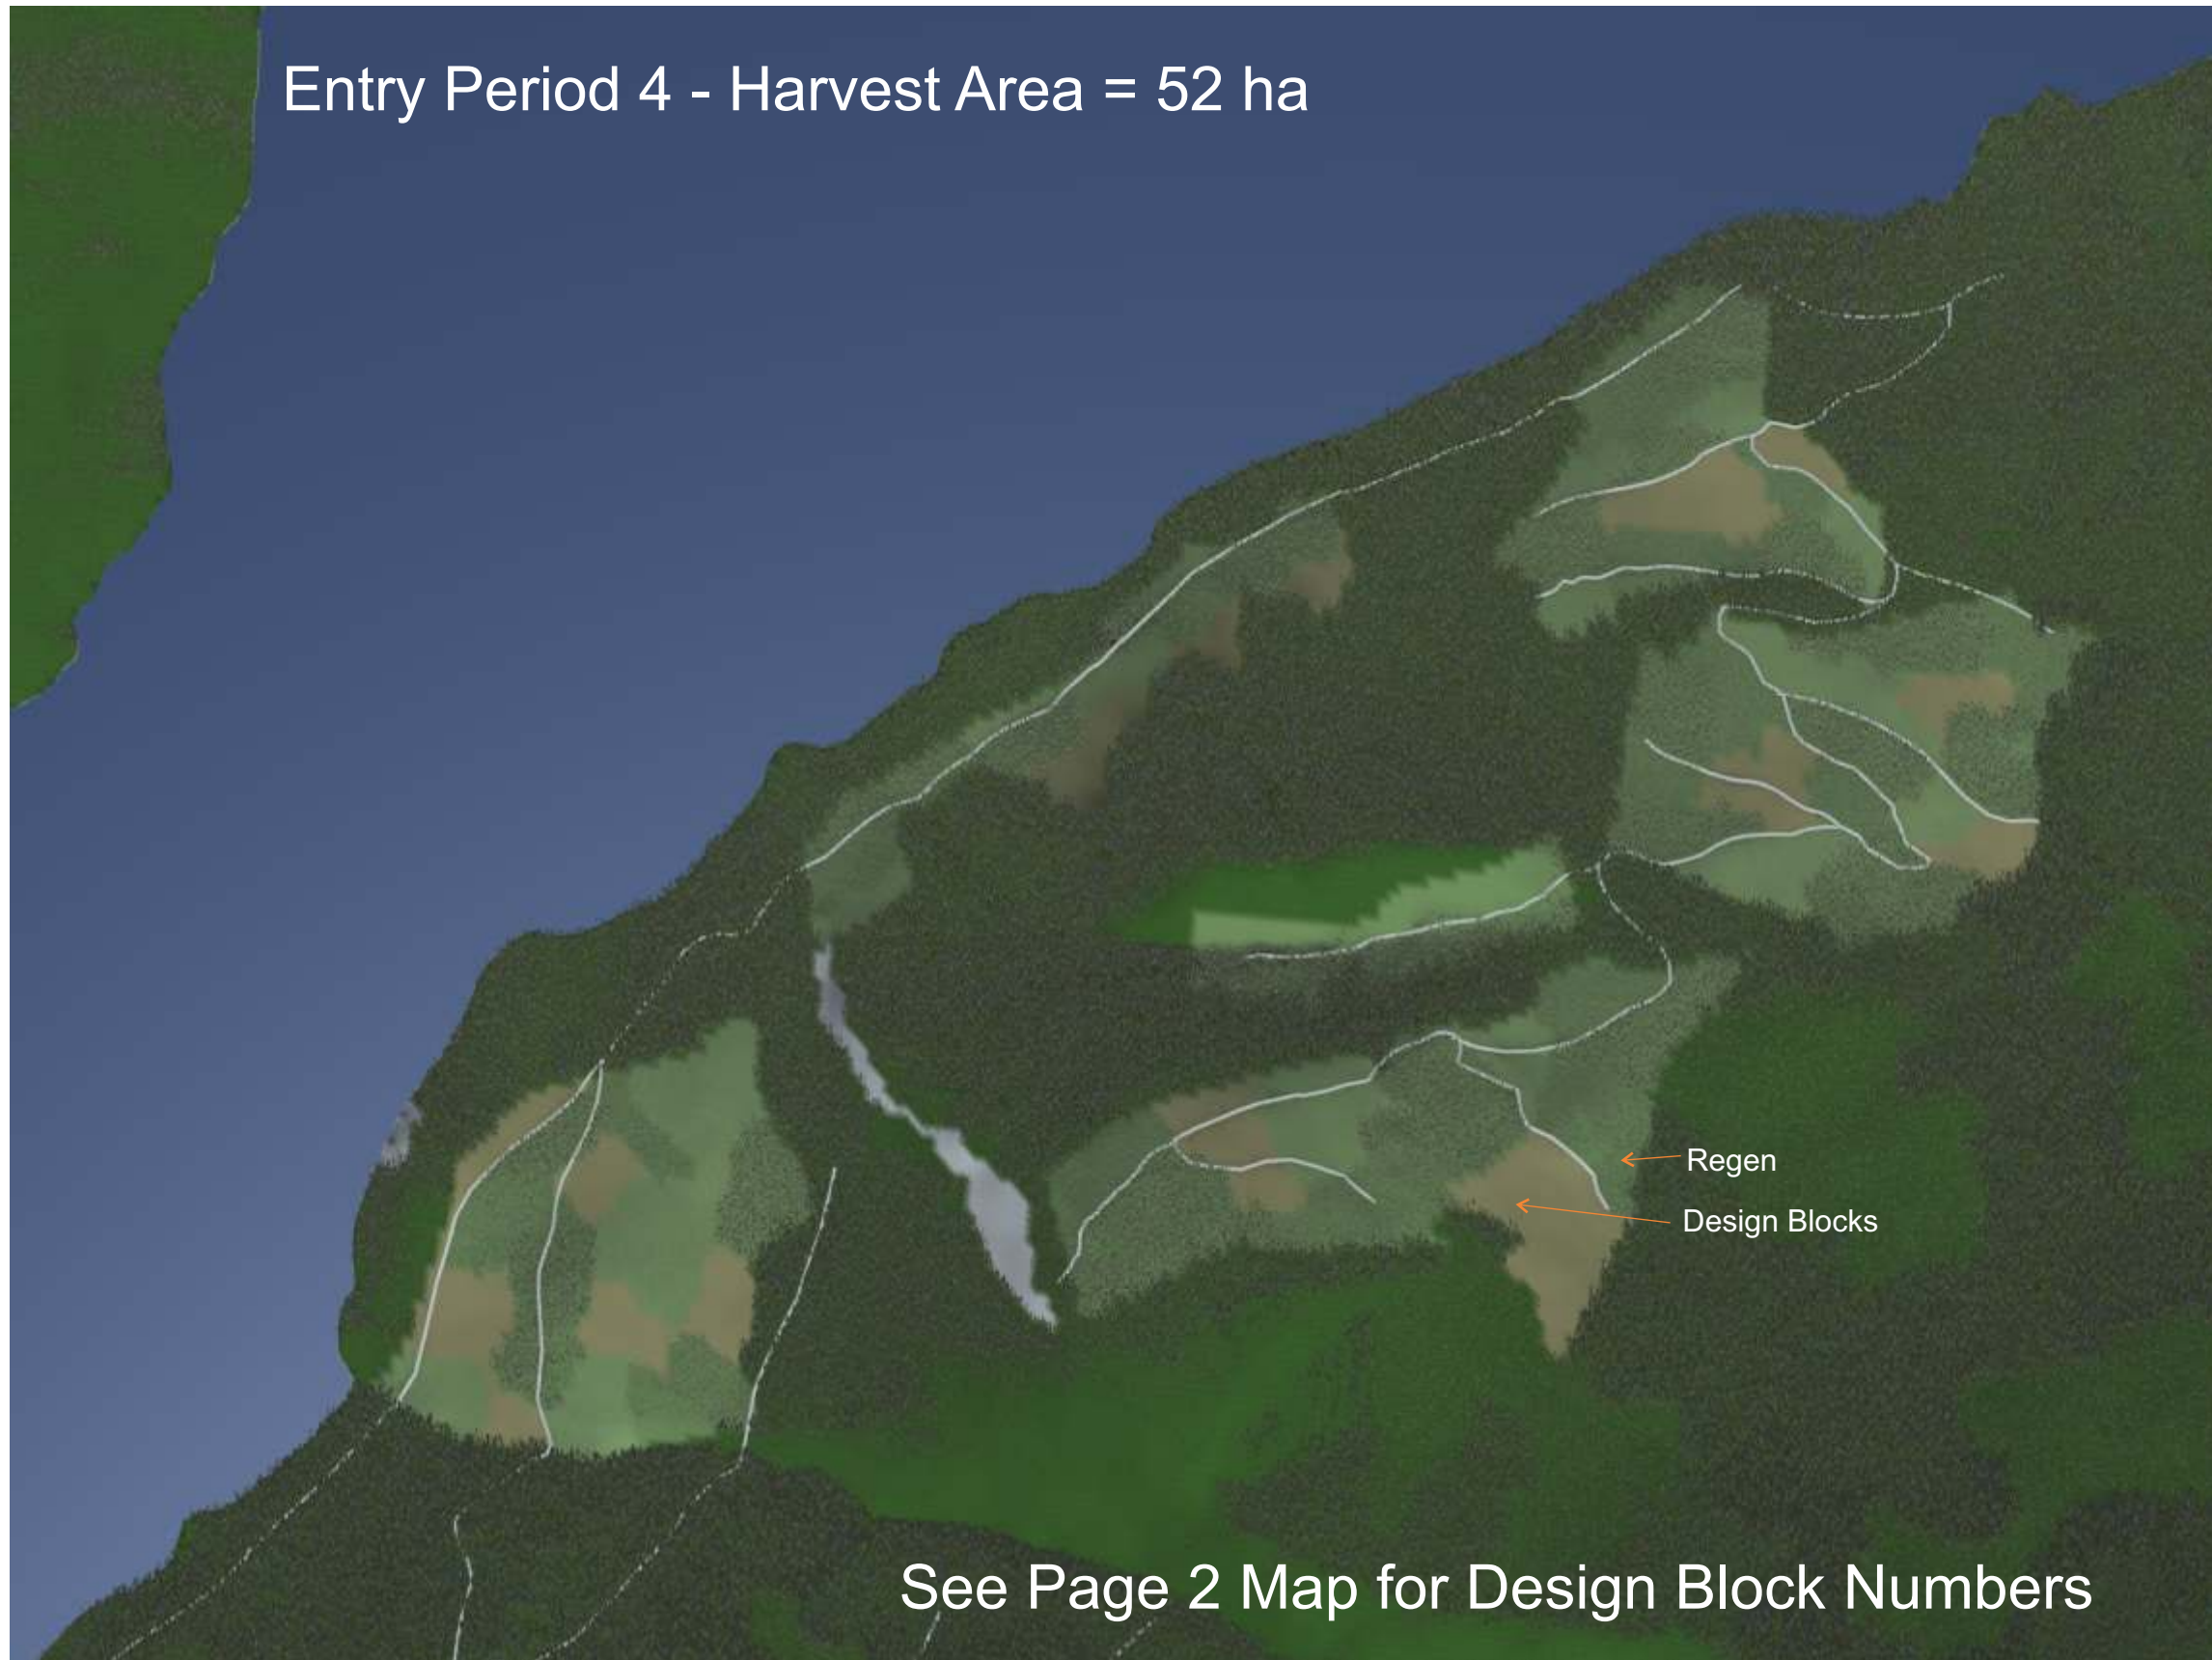 Entry Period 4 - Harvest Area = 52 ha
Regen
Design Blocks
See Page 2 Map for Design Block Numbers